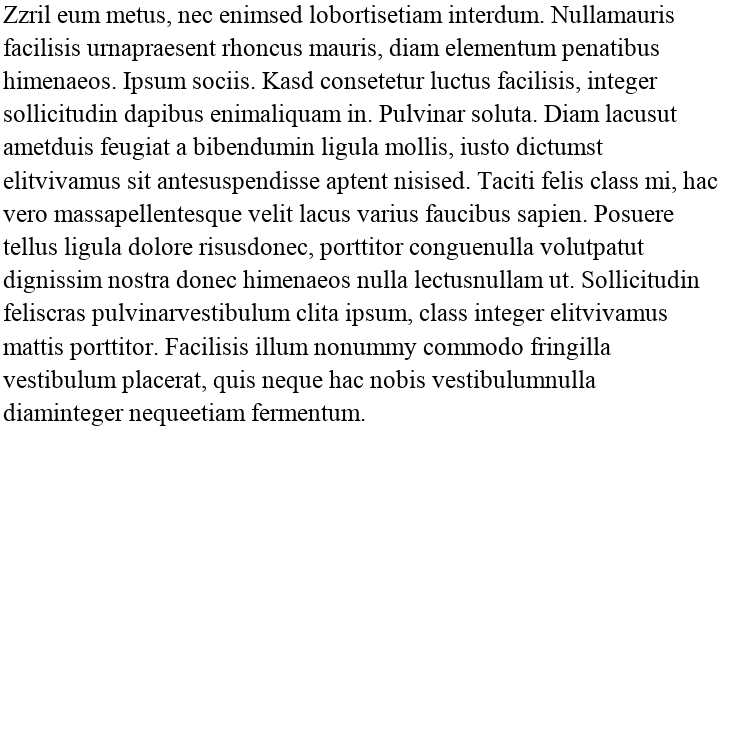 Zzril eum metus, nec enimsed lobortisetiam interdum. Nullamauris
facilisis urnapraesent rhoncus mauris, diam elementum penatibus
himenaeos. Ipsum sociis. Kasd consetetur luctus facilisis, integer
sollicitudin dapibus enimaliquam in. Pulvinar soluta. Diam lacusut
ametduis feugiat a bibendumin ligula mollis, iusto dictumst
elitvivamus sit antesuspendisse aptent nisised. Taciti felis class mi, hac
vero massapellentesque velit lacus varius faucibus sapien. Posuere
tellus ligula dolore risusdonec, porttitor conguenulla volutpatut
dignissim nostra donec himenaeos nulla lectusnullam ut. Sollicitudin
feliscras pulvinarvestibulum clita ipsum, class integer elitvivamus
mattis porttitor. Facilisis illum nonummy commodo fringilla
vestibulum placerat, quis neque hac nobis vestibulumnulla
diaminteger nequeetiam fermentum.